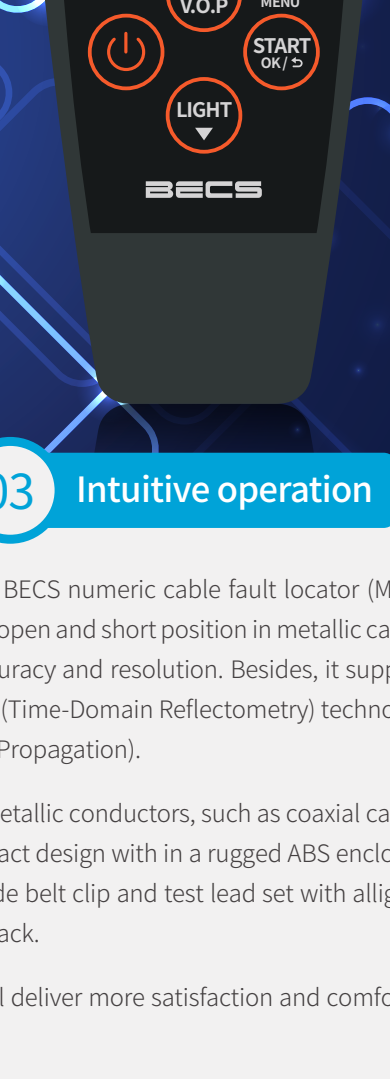 V.O.P
MENU
START
OK/
LIGHT
BECS
03
Intuitive operation
BECS numeric cable fault locator (M
open and short position in metallic ca
uracy and resolution. Besides, it supp
(Time-Domain Reflectometry) techno
Propagation).
etallic conductors, such as coaxial ca
act design with in a rugged ABS enclo
de belt clip and test lead set with allig
ack.
l deliver more satisfaction and comfo